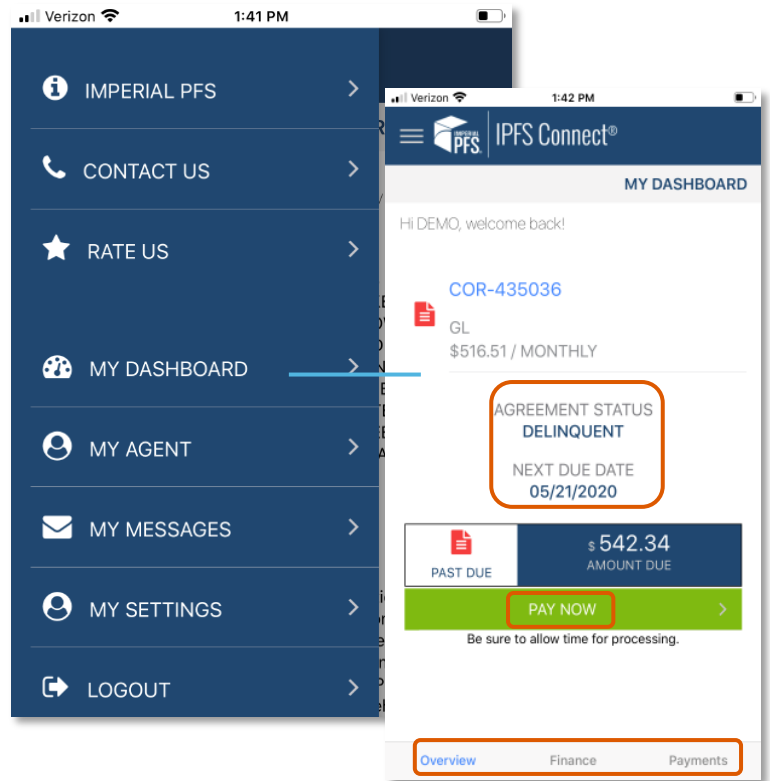 Verizon 1:41 PM
IMPERIAL PFS
CONTACT US
RATE US
MY DASHBOARD
MY AGENT
MY MESSAGES
MY SETTINGS
LOGOUT
Verizon 1:42 PM
IMPERIAL
PFS. IPFS Connect®
MY DASHBOARD
Hi DEMO, welcome back!
COR-435036
GL
$516.51 / MONTHLY
AGREEMENT STATUS
DELINQUENT
NEXT DUE DATE
05/21/2020
PAST DUE
$ 542.34
AMOUNT DUE
PAY NOW
Be sure to allow time for processing.
Overview Finance Payments